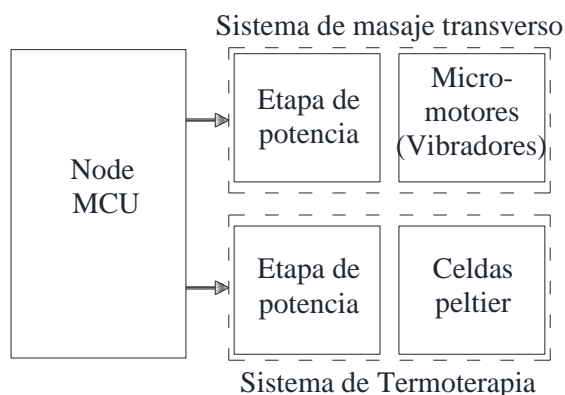 Sistema de masaje transverso
Node
MCU
Etapa de
potencia
Micro-
motores
(Vibradores)
Etapa de
potencia
Celdas
peltier
Sistema de Termoterapia